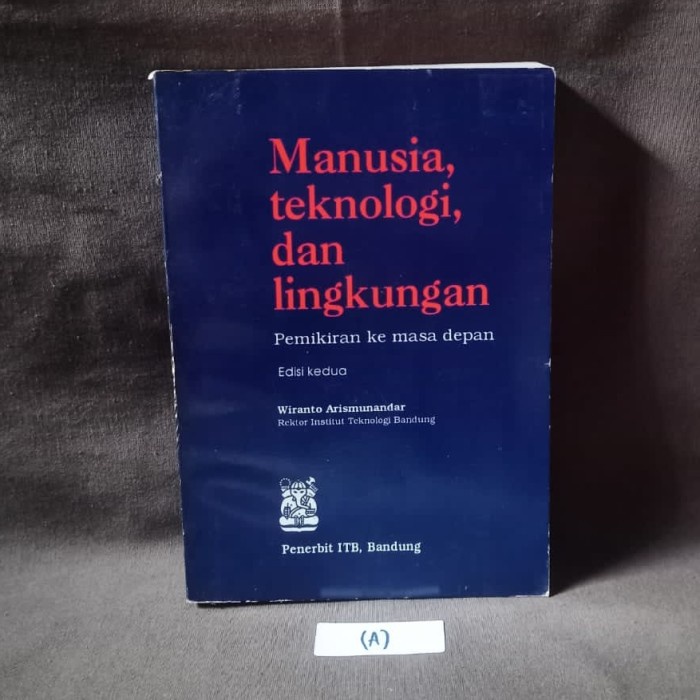 Manusia,
teknologi,
dan
lingkungan
Pemikiran ke masa depan
Edisi kedua
Wiranto Arismunandar
Rektor Institut Teknologi Bandung
Penerbit ITB, Bandung
(A)